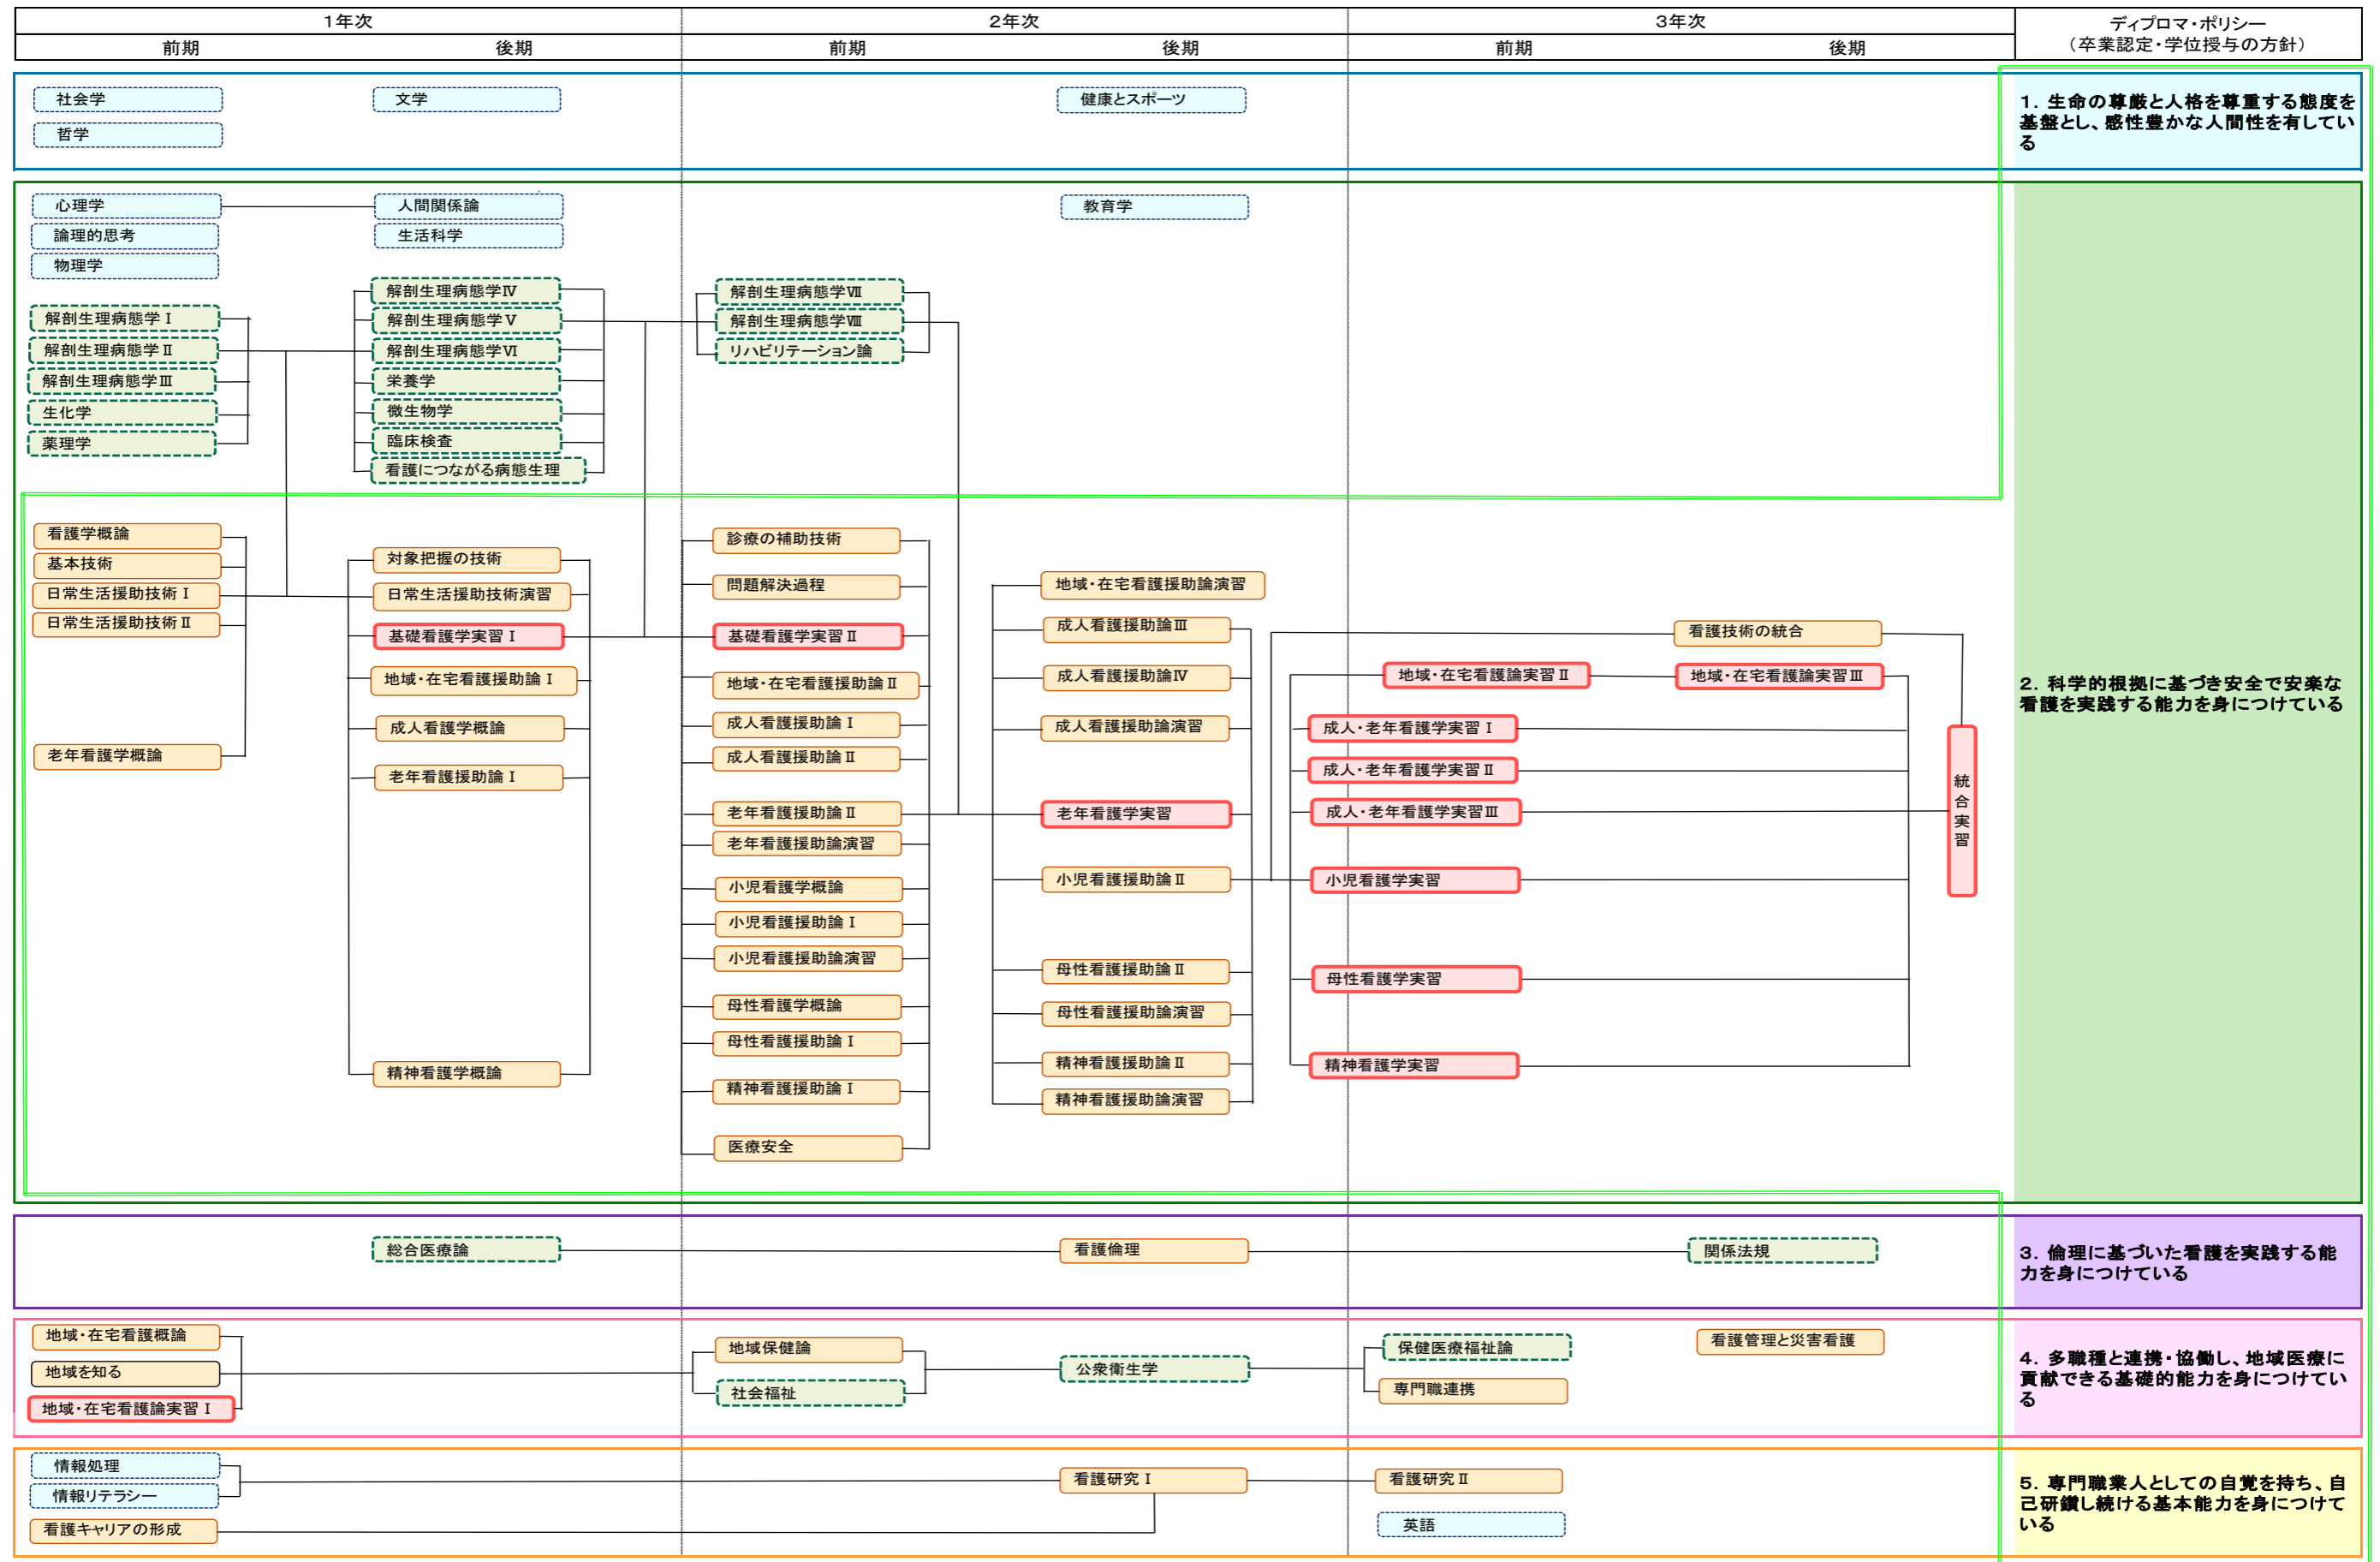 1年次
2年次
3年次
ディプロマ・ポリシー
（卒業認定・学位授与の方針）
前期
後期
前期
後期
前期
後期
社会学
文学
健康とスポーツ
哲学
1．生命の尊厳と人格を尊重する態度を
基盤とし、感性豊かな人間性を有してい
る
心理学
人間関係論
教育学
論理的思考
生活科学
物理学
解剖生理病態学Ⅰ
解剖生理病態学Ⅱ
解剖生理病態学Ⅲ
生化学
薬理学
解剖生理病態学Ⅳ
解剖生理病態学Ⅴ
解剖生理病態学Ⅵ
栄養学
微生物学
臨床検査
看護につながる病態生理
解剖生理病態学Ⅶ
解剖生理病態学Ⅷ
リハビリテーション論
看護学概論
基本技術
日常生活援助技術Ⅰ
日常生活援助技術Ⅱ
老年看護学概論
対象把握の技術
日常生活援助技術演習
基礎看護学実習Ⅰ
地域・在宅看護援助論Ⅰ
成人看護学概論
老年看護援助論Ⅰ
精神看護学概論
診療の補助技術
問題解決過程
基礎看護学実習Ⅱ
地域・在宅看護援助論Ⅱ
成人看護援助論Ⅰ
成人看護援助論Ⅱ
老年看護援助論Ⅱ
老年看護援助論演習
小児看護学概論
小児看護援助論Ⅰ
小児看護援助論演習
母性看護学概論
母性看護援助論Ⅰ
精神看護援助論Ⅰ
医療安全
地域・在宅看護援助論演習
成人看護援助論Ⅲ
成人看護援助論Ⅳ
成人看護援助論演習
老年看護学実習
小児看護援助論Ⅱ
母性看護援助論Ⅱ
母性看護援助論演習
精神看護援助論Ⅱ
精神看護援助論演習
看護技術の統合
地域・在宅看護論実習Ⅱ
地域・在宅看護論実習Ⅲ
成人・老年看護学実習Ⅰ
成人・老年看護学実習Ⅱ
成人・老年看護学実習Ⅲ
小児看護学実習
母性看護学実習
精神看護学実習
統合実習
2．科学的根拠に基づき安全で安楽な
看護を実践する能力を身につけている
総合医療論
看護倫理
関係法規
3．倫理に基づいた看護を実践する能
力を身につけている
地域・在宅看護概論
地域を知る
地域・在宅看護論実習Ⅰ
地域保健論
社会福祉
公衆衛生学
保健医療福祉論
専門職連携
看護管理と災害看護
4．多職種と連携・協働し、地域医療に
貢献できる基礎的能力を身につけてい
る
情報処理
情報リテラシー
看護キャリアの形成
看護研究Ⅰ
看護研究Ⅱ
英語
5．専門職業人としての自覚を持ち、自
己研鑽し続ける基本能力を身につけて
いる